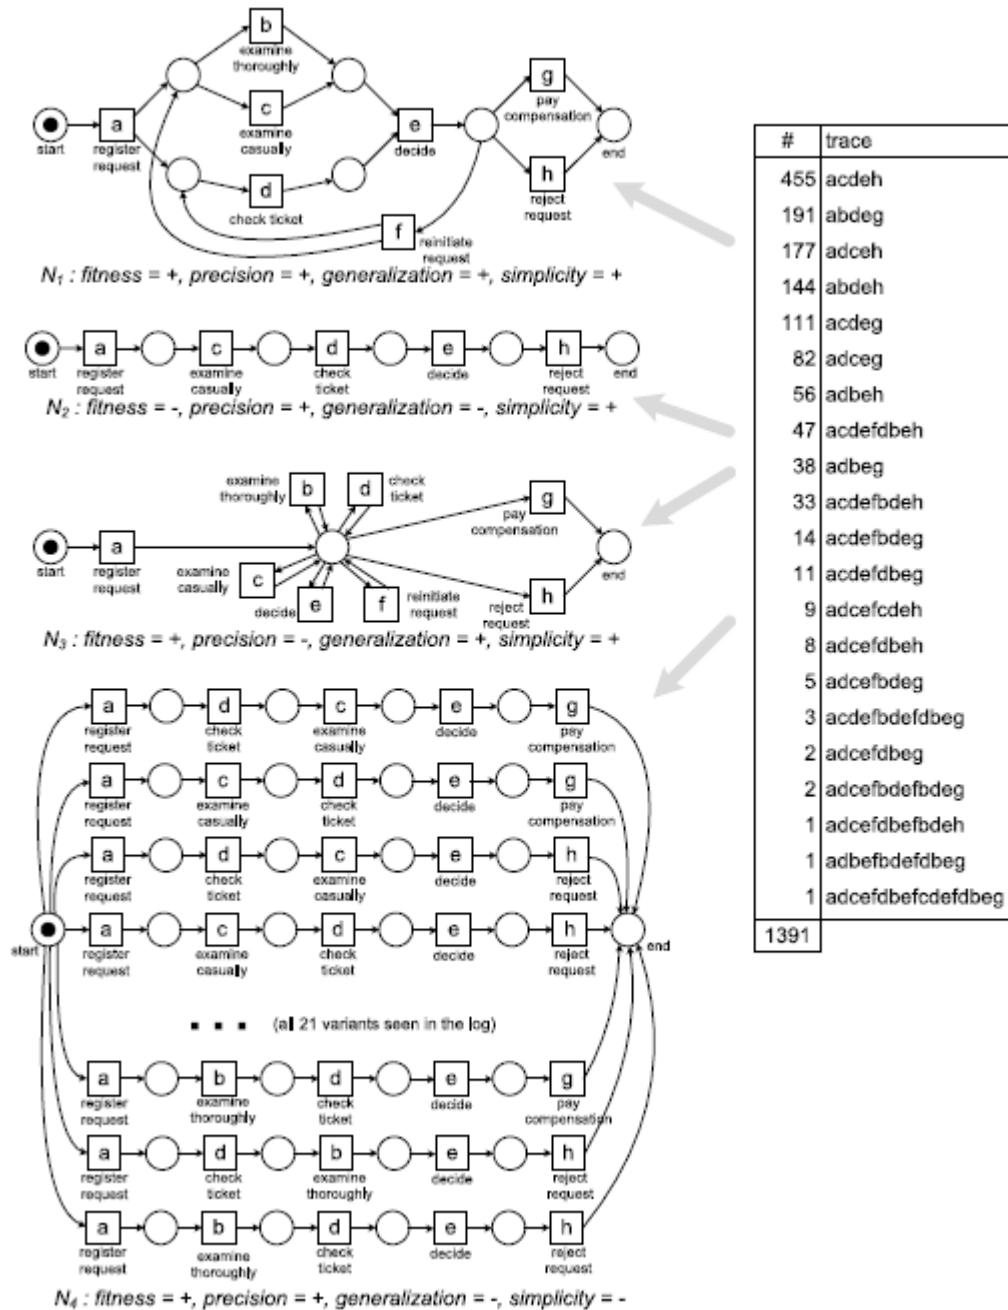 b
examine
thoroughly
c
examine
casually
d
check ticket
start
a
register
request
e
decide
g
pay
compensation
h
reject
request
end
f
reinitiate
request
N1 : fitness = +, precision = +, generalization = +, simplicity = +
start
a
register
request
c
examine
casually
d
check
ticket
e
decide
h
reject
request
end
N2 : fitness = -, precision = +, generalization = -, simplicity = +
examine
thoroughly
b
d
check
ticket
g
pay
compensation
start
a
register
request
examine
casually
c
decide
e
f
reinitiate
request
reject
request
h
end
N3 : fitness = +, precision = -, generalization = +, simplicity = +
a
register
request
d
check
ticket
c
examine
casually
e
decide
g
pay
compensation
a
register
request
c
examine
casually
d
check
ticket
e
decide
g
pay
compensation
a
register
request
d
check
ticket
c
examine
casually
e
decide
h
reject
request
start
a
register
request
c
examine
casually
d
check
ticket
e
decide
h
reject
request
end
(all 21 variants seen in the log)
a
register
request
b
examine
thoroughly
d
check
ticket
e
decide
g
pay
compensation
a
register
request
d
check
ticket
b
examine
thoroughly
e
decide
h
reject
request
a
register
request
b
examine
thoroughly
d
check
ticket
e
decide
h
reject
request
N4 : fitness = +, precision = +, generalization = -, simplicity = -
# trace
455 acdeh
191 abdeg
177 adceh
144 abdeh
111 acdeg
82 adceg
56 adbeh
47 acdefdbeh
38 adbeg
33 acdefbdeh
14 acdefbdeg
11 acdefdbeg
9 adcefcdeh
8 adcefdbeh
5 adcefbdeg
3 acdefbdefdbeg
2 adcefdbeg
2 adcefbdefbdeg
1 adcefdbefbdeh
1 adbefbdefdbeg
1 adcefdbefcdefdbeg
1391